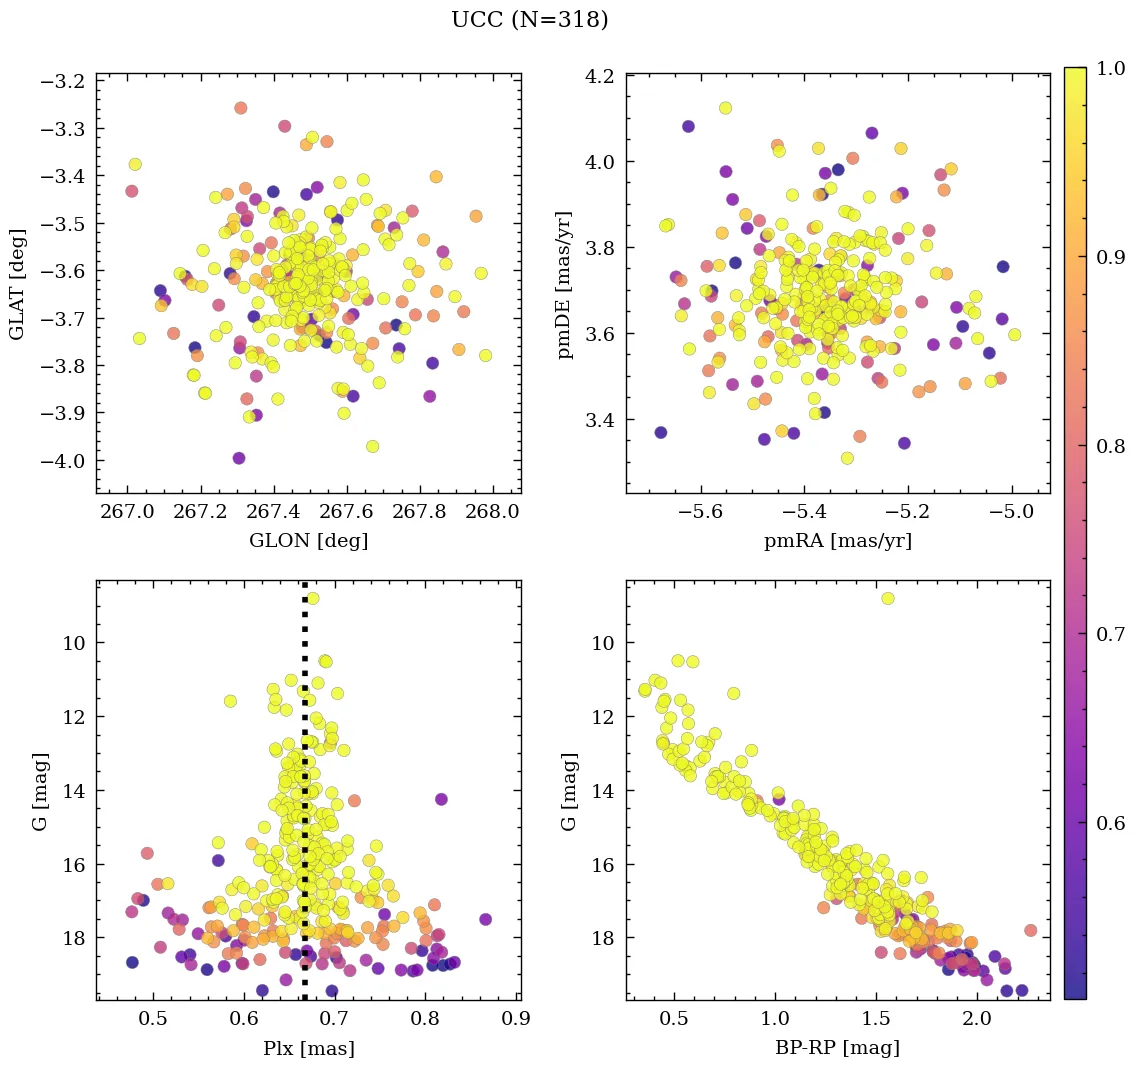 UCC (N=318)
−3.2
−3.3
−3.4
−3.5
−3.6
−3.7
−3.8
−3.9
−4.0
GLAT [deg]
267.0 267.2 267.4 267.6 267.8 268.0
GLON [deg]
4.2
4.0
3.8
3.6
3.4
pmDE [mas/yr]
−5.6 −5.4 −5.2 −5.0
pmRA [mas/yr]
10
12
14
16
18
G [mag]
0.5 0.6 0.7 0.8 0.9
Plx [mas]
10
12
14
16
18
G [mag]
0.5 1.0 1.5 2.0
BP-RP [mag]
1.0
0.9
0.8
0.7
0.6